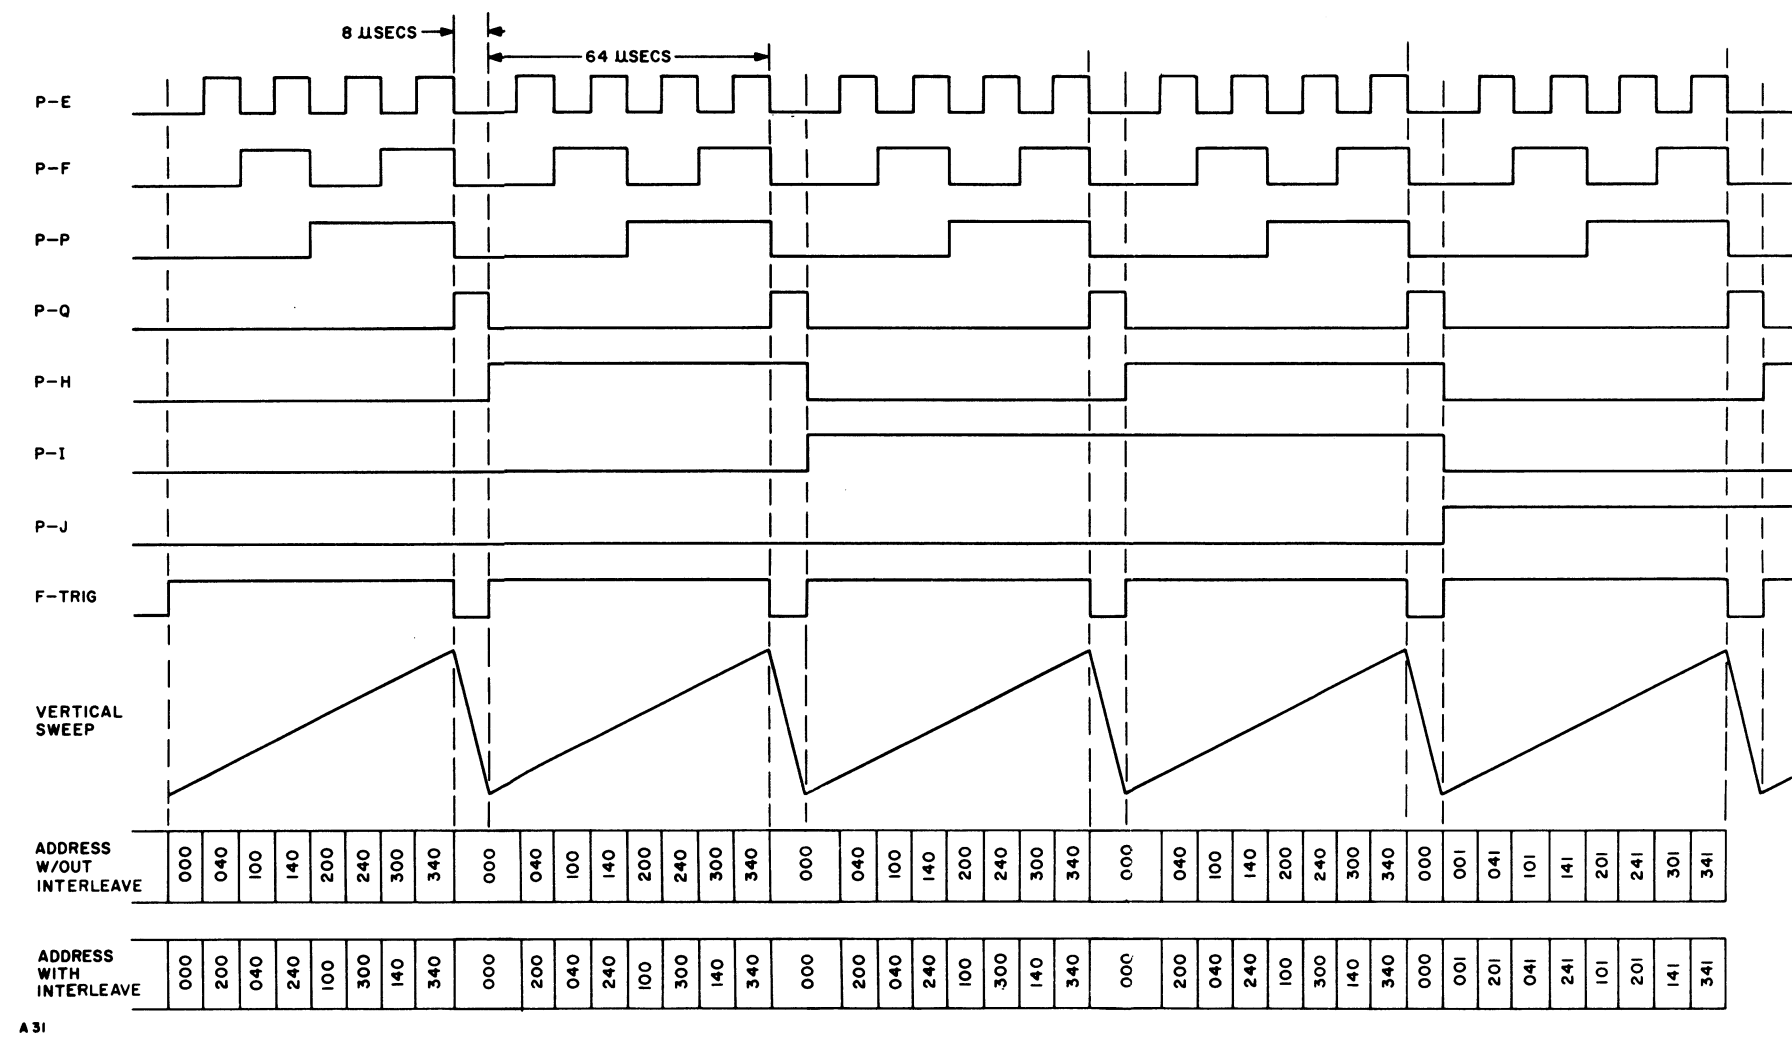 8 µSECS
64 µSECS
P-E
P-F
P-P
P-Q
P-H
P-I
P-J
F-TRIG
VERTICAL
SWEEP
ADDRESS
W/OUT
INTERLEAVE
000 040 100 140 200 240 300 340 000 040 100 140 200 240 300 340 000 040 100 140 200 240 300 340 000 040 100 140 200 240 300 340 000 001 041 101 141 201 241 301 341
ADDRESS
WITH
INTERLEAVE
000 200 040 240 100 300 140 340 000 200 040 240 100 300 140 340 000 200 040 240 100 300 140 340 000 200 040 240 100 300 140 340 000 001 201 041 241 101 201 141 341
A31